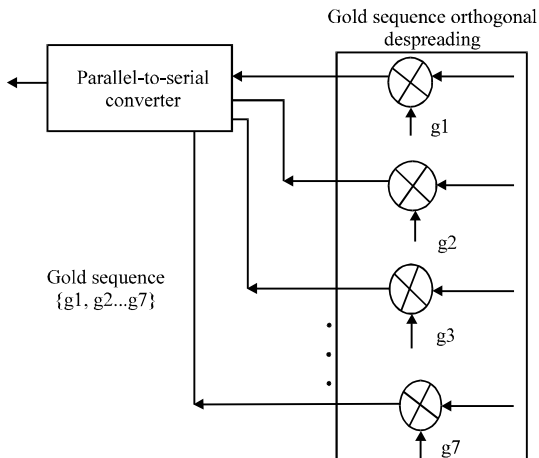 Gold sequence orthogonal
despreading
Parallel-to-serial
converter
g1
g2
Gold sequence
{g1, g2...g7}
g3
g7